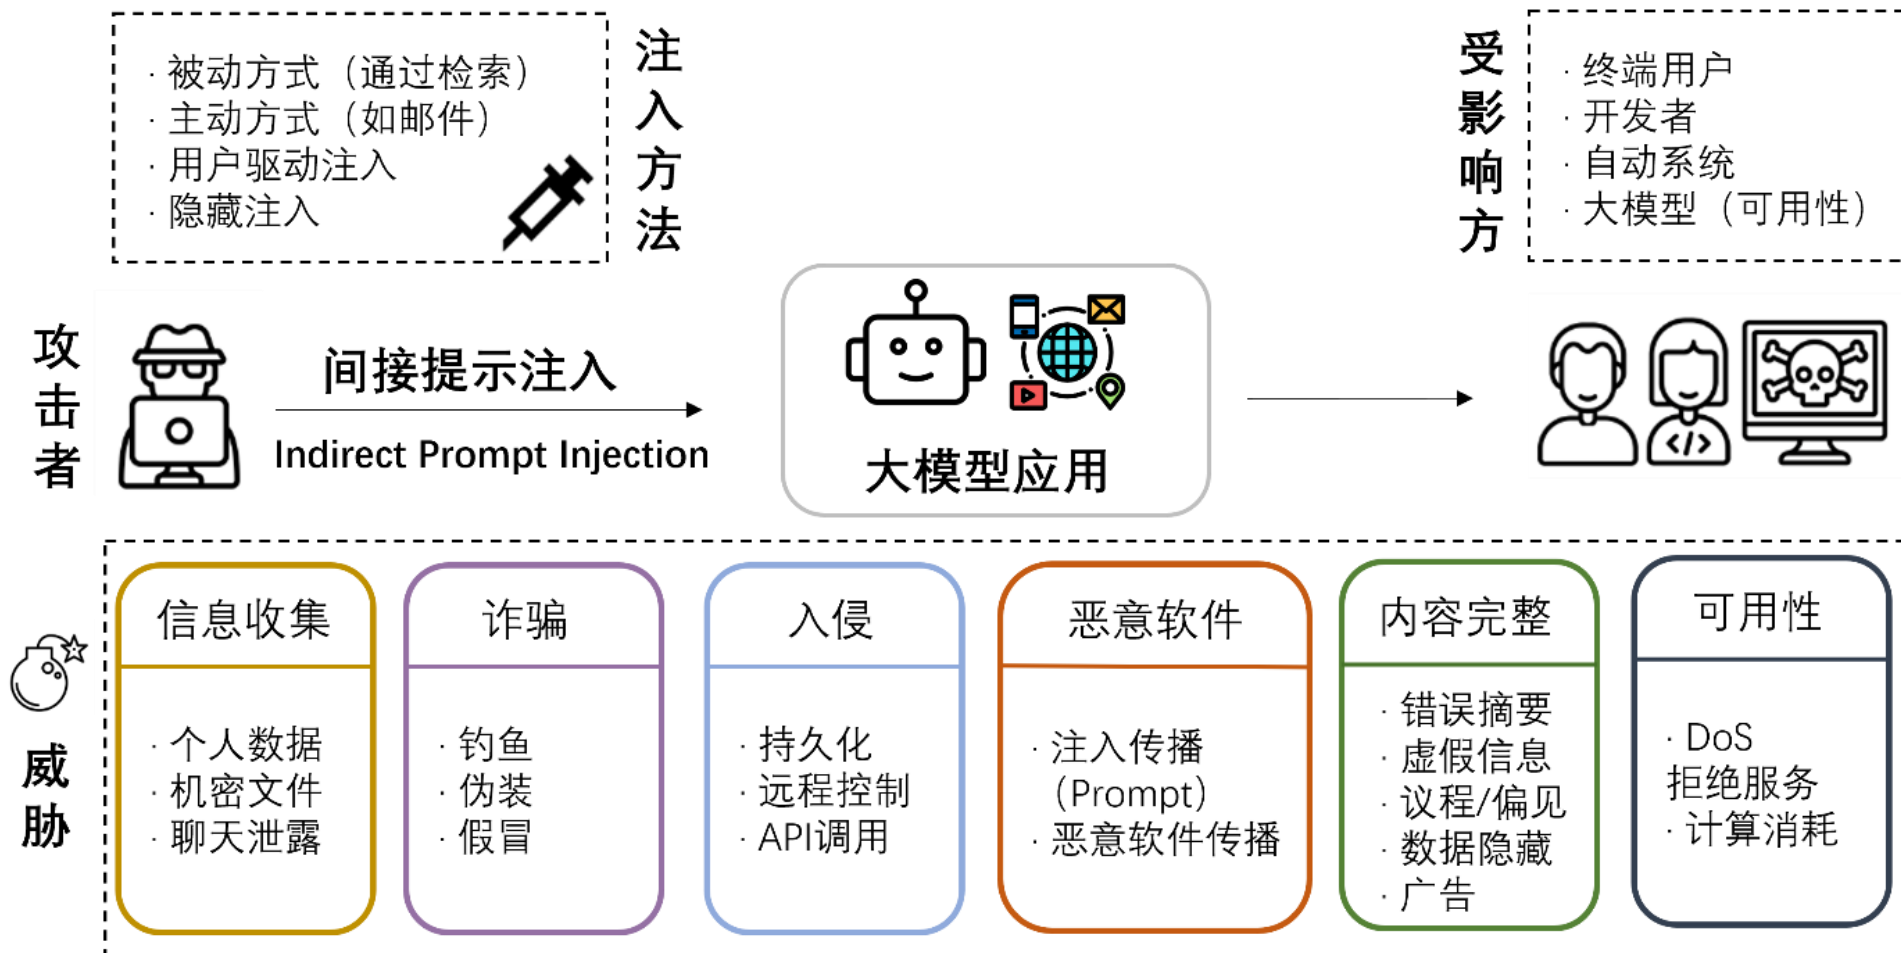 · 被动方式（通过检索）
· 主动方式（如邮件）
· 用户驱动注入
· 隐藏注入
注入方法
受影响方
· 终端用户
· 开发者
· 自动系统
· 大模型（可用性）
攻击者
间接提示注入
Indirect Prompt Injection
大模型应用
</>
威胁
信息收集
· 个人数据
· 机密文件
· 聊天泄露
诈骗
· 钓鱼
· 伪装
· 假冒
入侵
· 持久化
· 远程控制
· API调用
恶意软件
· 注入传播
（Prompt）
· 恶意软件传播
内容完整
· 错误摘要
· 虚假信息
· 议程/偏见
· 数据隐藏
· 广告
可用性
· DoS
拒绝服务
· 计算消耗